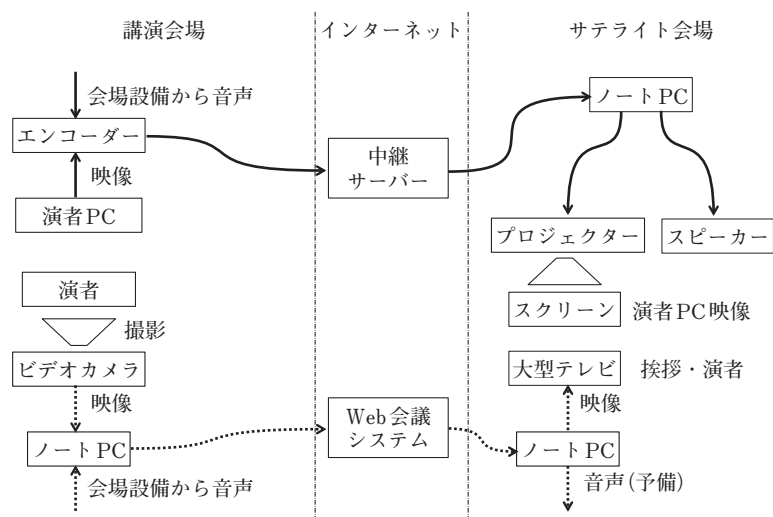 講演会場
インターネット
サテライト会場
会場設備から音声
エンコーダー
映像
演者PC
中継
サーバー
ノートPC
プロジェクター
スピーカー
スクリーン
演者PC映像
演者
撮影
ビデオカメラ
映像
ノートPC
会場設備から音声
Web会議
システム
大型テレビ
挨拶・演者
映像
ノートPC
音声(予備)